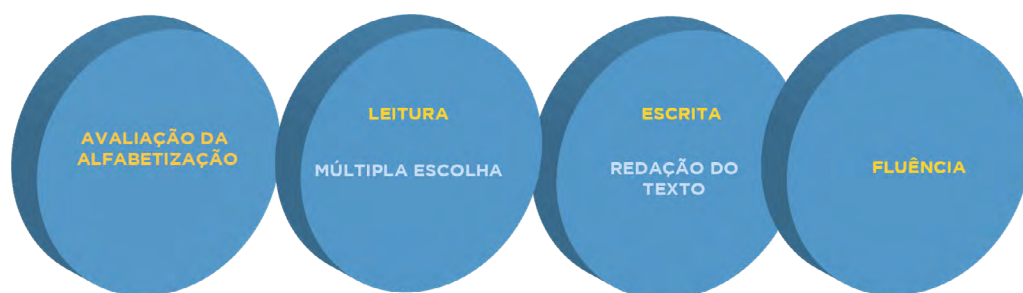 AVALIAÇÃO DA
ALFABETIZAÇÃO
LEITURA
MÚLTIPLA ESCOLHA
ESCRITA
REDAÇÃO DO
TEXTO
FLUÊNCIA